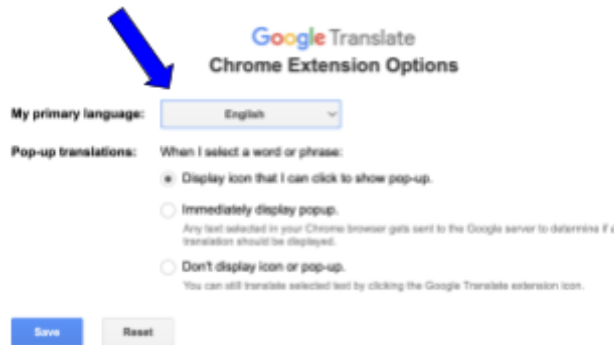 Google Translate
Chrome Extension Options
My primary language: English
Pop-up translations: When I select a word or phrase:
Display icon that I can click to show pop-up.
Immediately display popup.
Any text selected in your Chrome browser gets sent to the Google server to determine if a
translation should be displayed.
Don't display icon or pop-up.
You can still translate selected text by clicking the Google Translate extension icon.
Save Reset